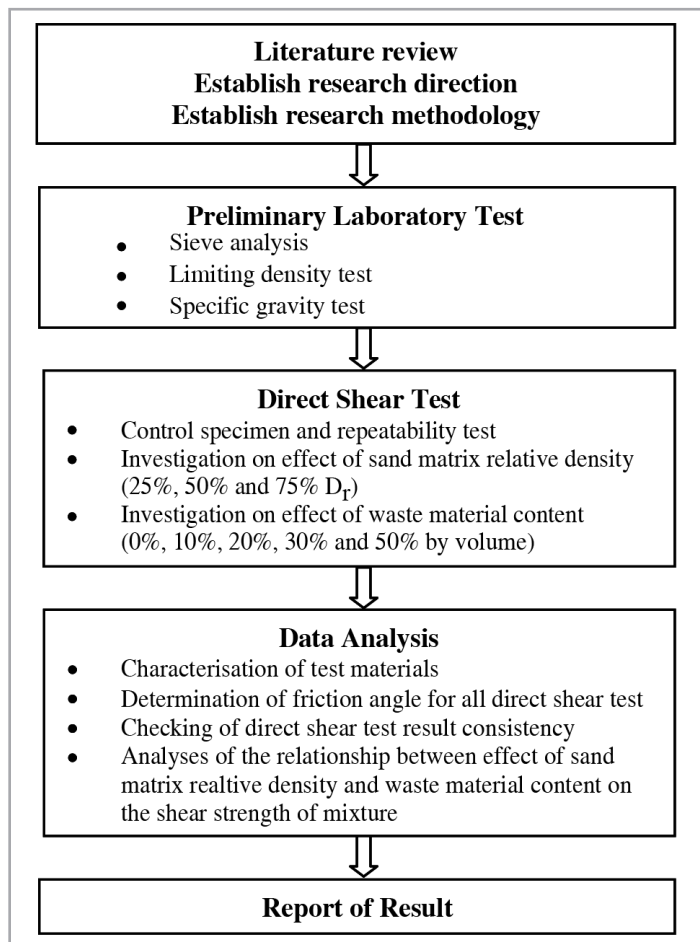 Literature review
Establish research direction
Establish research methodology
Preliminary Laboratory Test
• Sieve analysis
• Limiting density test
• Specific gravity test
Direct Shear Test
• Control specimen and repeatability test
• Investigation on effect of sand matrix relative density
(25%, 50% and 75% Dr)
• Investigation on effect of waste material content
(0%, 10%, 20%, 30% and 50% by volume)
Data Analysis
• Characterisation of test materials
• Determination of friction angle for all direct shear test
• Checking of direct shear test result consistency
• Analyses of the relationship between effect of sand
matrix realtive density and waste material content on
the shear strength of mixture
Report of Result